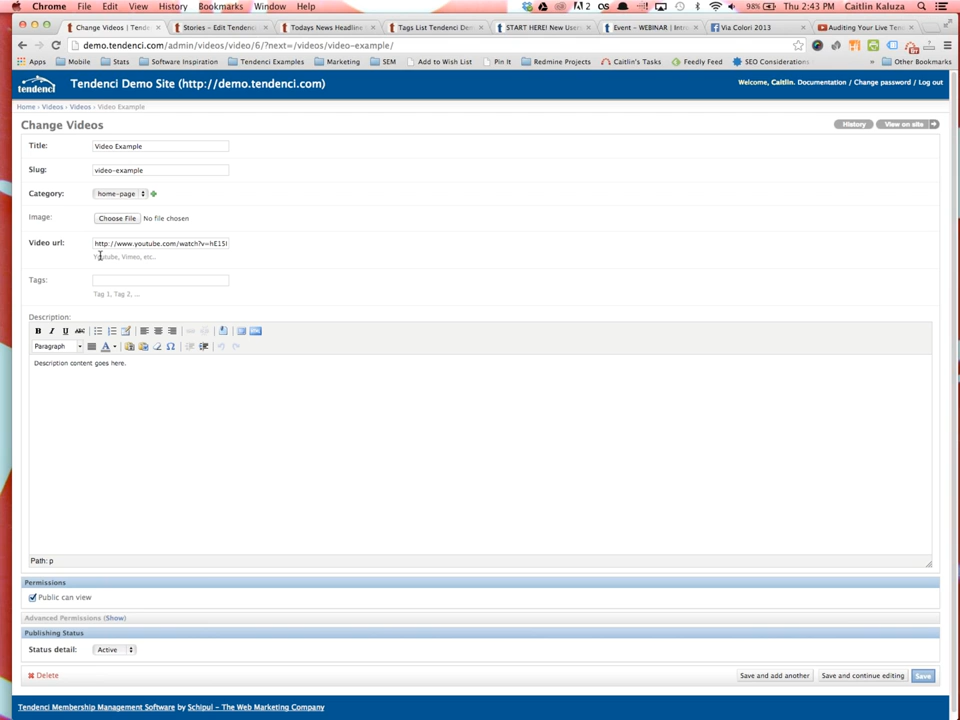 Chrome File Edit View History Bookmarks Window Help A 2 OS 98% Thu 2:43 PM Caitlin Kaluza
Change Videos | Tende Stories – Edit Tendenci Todays News Headline Tags List Tendenci De START HERE! New User Event – WEBINAR | Intr Via Colori 2013 Auditing Your Live Ten
demo.tendenci.com/admin/videos/video/6/?next=/videos/video-example/
Apps Mobile Stats Software Inspiration Tendenci Examples Marketing SEM Add to Wish List Pin It Redmine Projects Caitlin's Tasks Feedly Feed SEO Considerations » Other Bookmarks
tendenci Tendenci Demo Site (http://demo.tendenci.com) Welcome, Caitlin. Documentation / Change password / Log out
Home › Videos › Videos › Video Example
Change Videos History View on site
Title: Video Example
Slug: video-example
Category: home-page
Image: Choose File No file chosen
Video url: http://www.youtube.com/watch?v=hE15I
Youtube, Vimeo, etc..
Tags:
Tag 1, Tag 2, ...
Description:
B I U ABC
Paragraph A Ω
Description content goes here.
Path: p
Permissions
Public can view
Advanced Permissions (Show)
Publishing Status
Status detail: Active
Delete Save and add another Save and continue editing Save
Tendenci Membership Management Software by Schipul – The Web Marketing Company